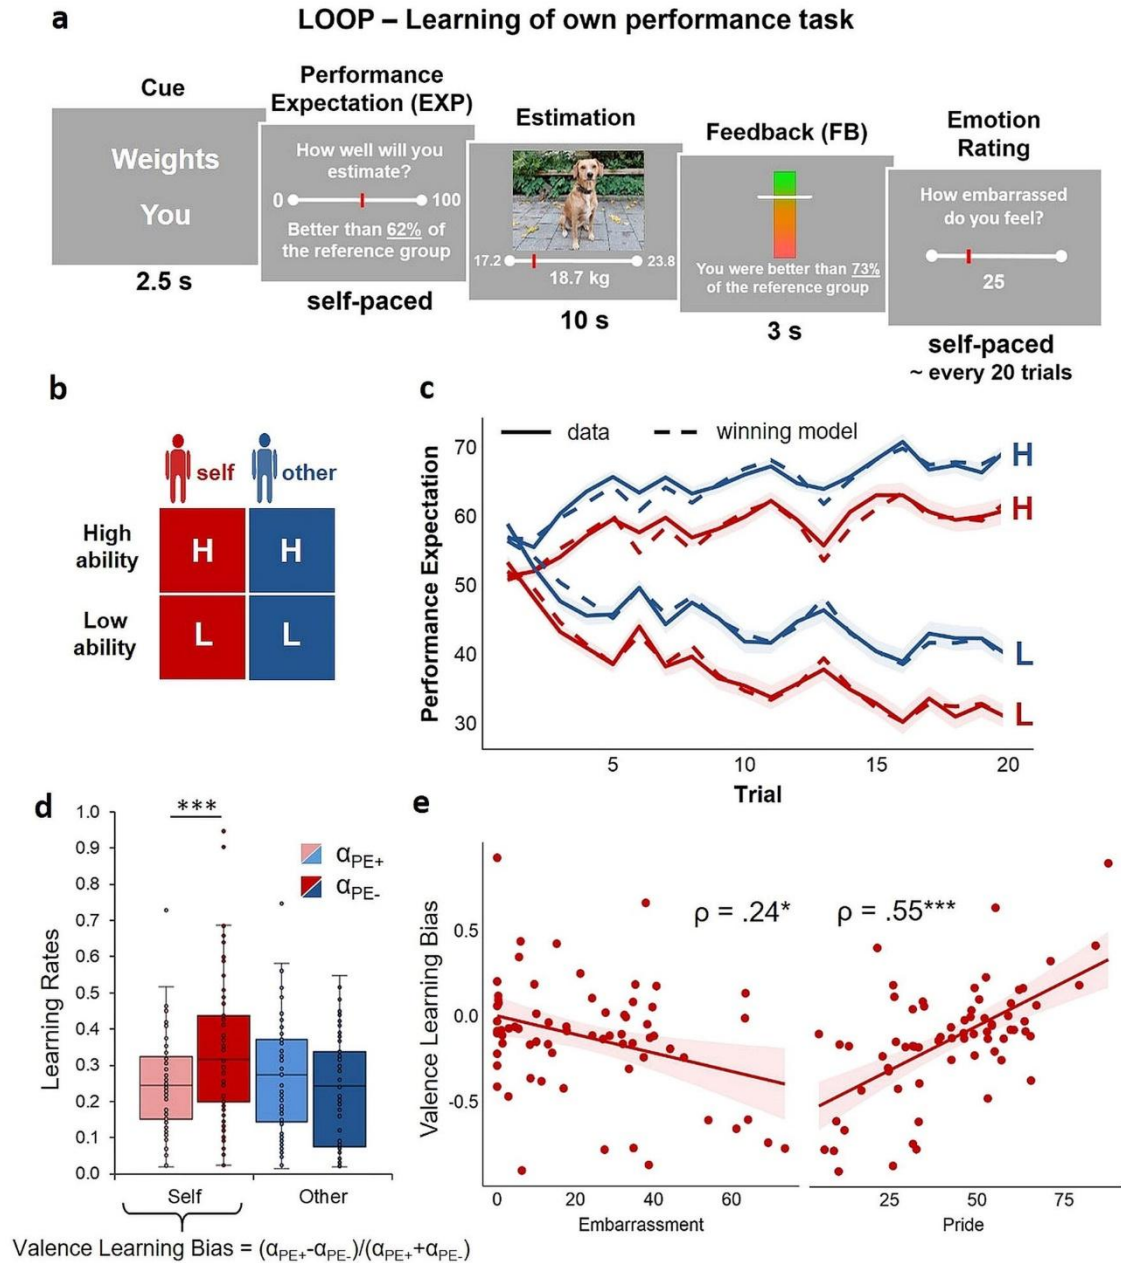 a
LOOP – Learning of own performance task
Cue
Weights
You
2.5 s
Performance
Expectation (EXP)
How well will you
estimate?
0
100
Better than 62% of
the reference group
self-paced
Estimation
17.2
23.8
18.7 kg
10 s
Feedback (FB)
You were better than 73%
of the reference group
3 s
Emotion
Rating
How embarrassed
do you feel?
25
self-paced
~ every 20 trials
b
self
other
High
ability
H
H
Low
ability
L
L
c
data
winning model
Performance Expectation
70
60
50
40
30
H
H
L
L
5
10
15
20
Trial
d
***
Learning Rates
1.0
0.9
0.8
0.7
0.6
0.5
0.4
0.3
0.2
0.1
0.0
αPE+
αPE-
Self
Other
Valence Learning Bias = (αPE+-αPE-)/(αPE++αPE-)
e
Valence Learning Bias
0.5
0.0
-0.5
ρ = .24*
ρ = .55***
0
20
40
60
Embarrassment
25
50
75
Pride